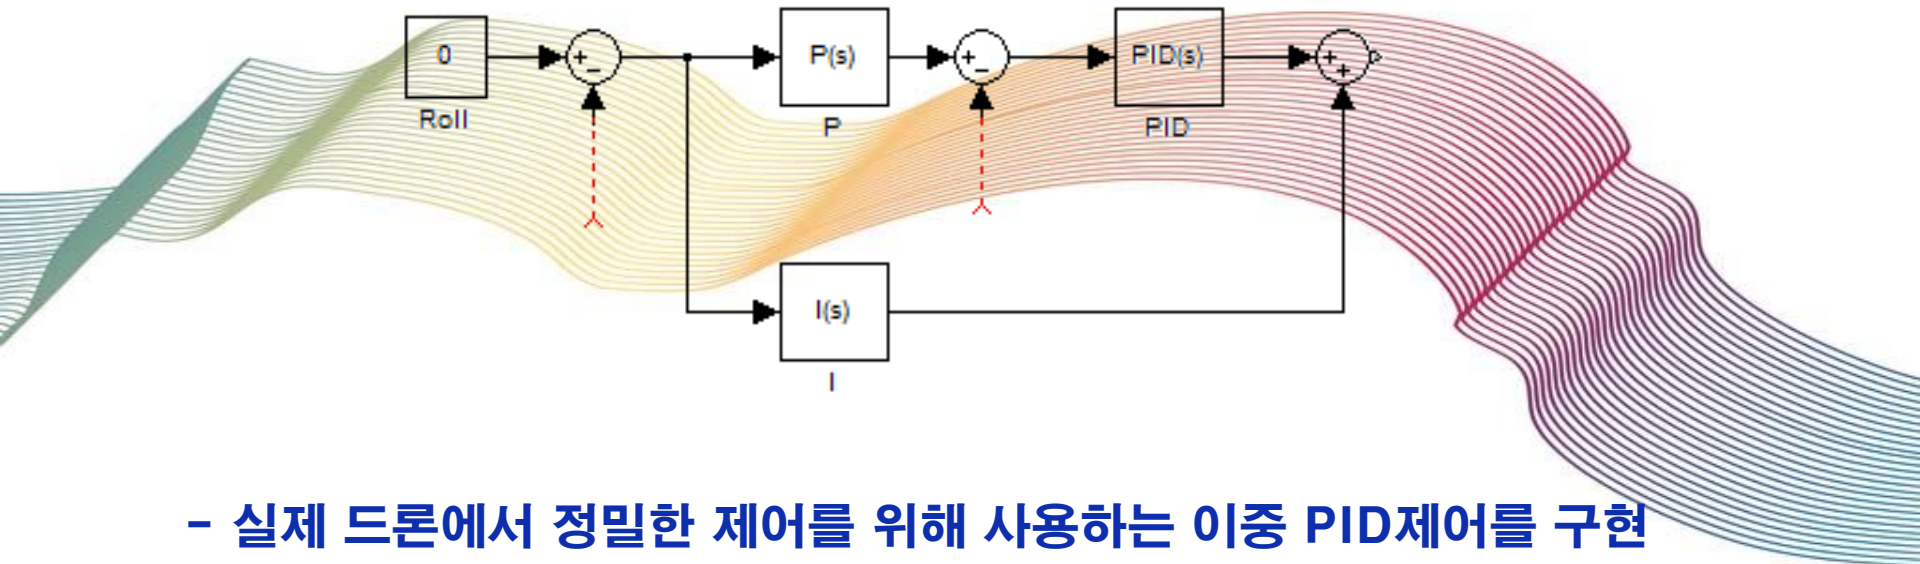 0
Roll
+
−
P(s)
P
+
−
PID(s)
PID
+
+
I(s)
I
- 실제 드론에서 정밀한 제어를 위해 사용하는 이중 PID제어를 구현